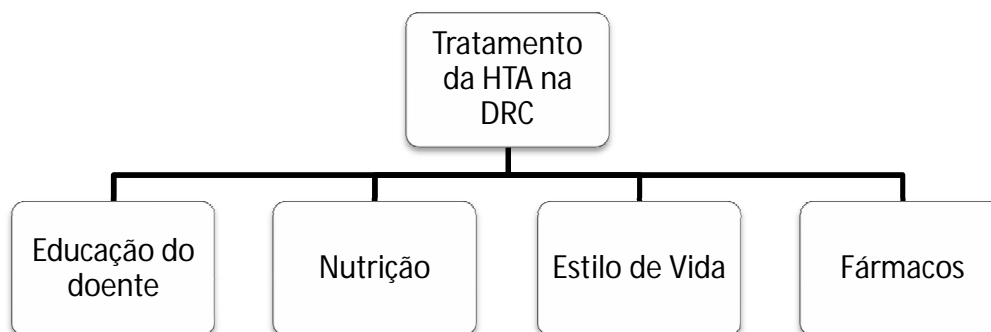 Tratamento
da HTA na
DRC
Educação do
doente
Nutrição
Estilo de Vida
Fármacos